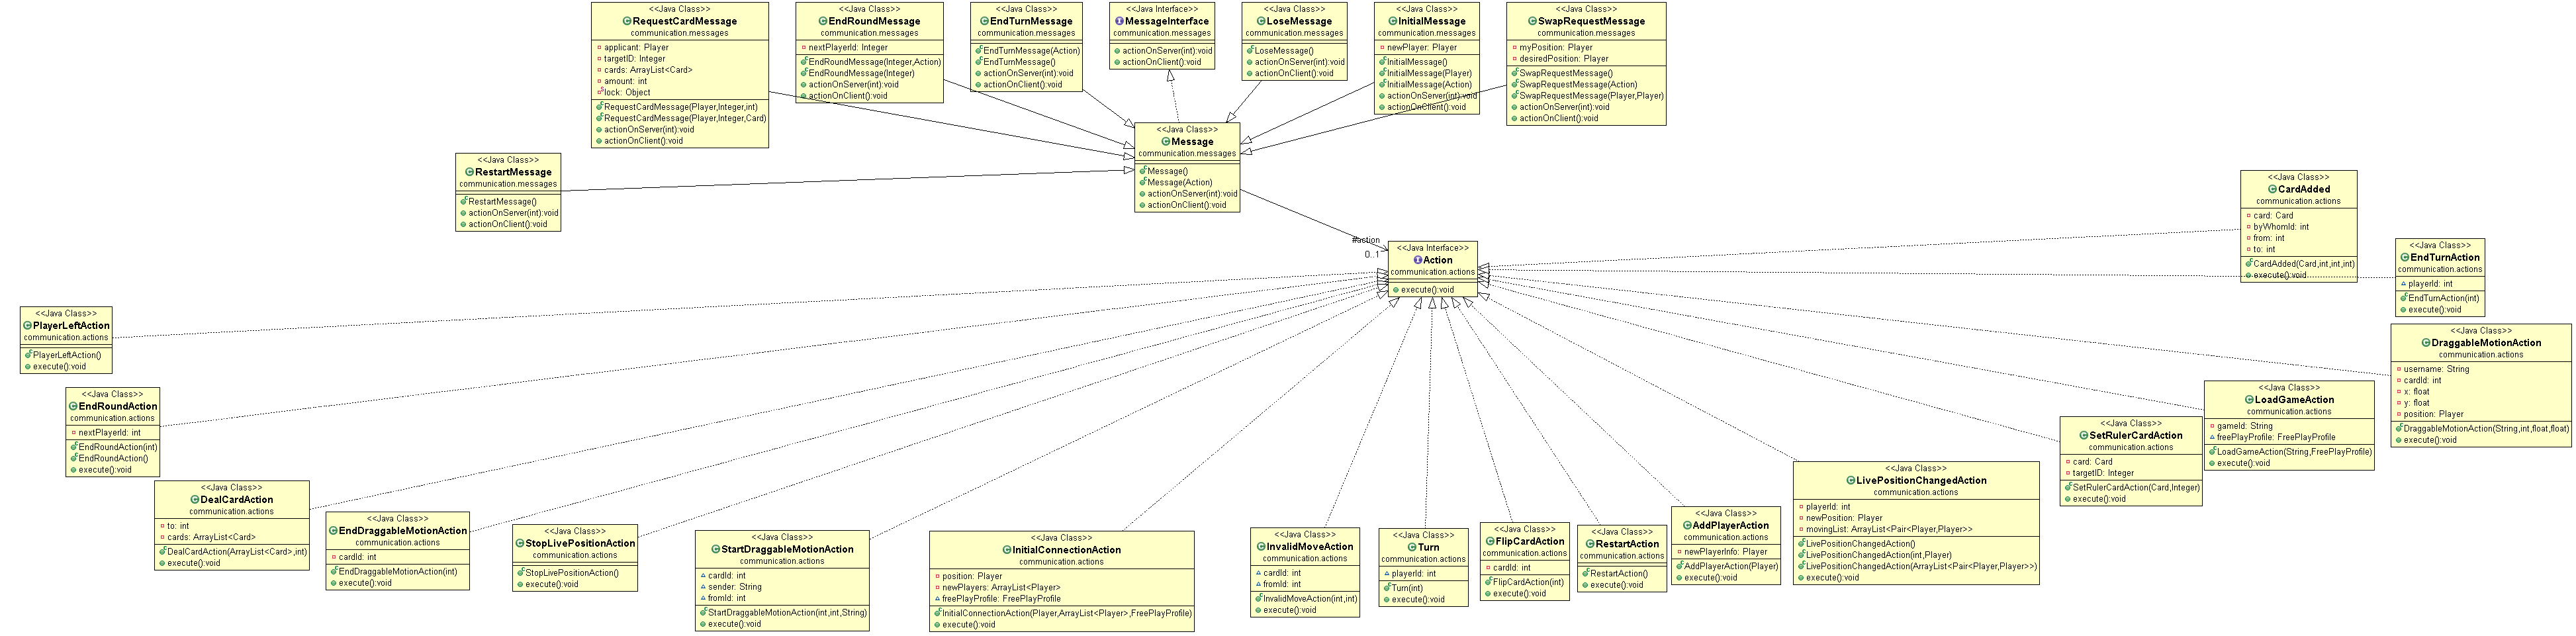 <<Java Class>>
RequestCardMessage
communication.messages
applicant: Player
targetID: Integer
cards: ArrayList<Card>
amount: int
lock: Object
RequestCardMessage(Player,Integer,int)
RequestCardMessage(Player,Integer,Card)
actionOnServer(int):void
actionOnClient():void
<<Java Class>>
EndRoundMessage
communication.messages
nextPlayerId: Integer
EndRoundMessage(Integer,Action)
EndRoundMessage(Integer)
actionOnServer(int):void
actionOnClient():void
<<Java Class>>
EndTurnMessage
communication.messages
EndTurnMessage(Action)
EndTurnMessage()
actionOnServer(int):void
actionOnClient():void
<<Java Interface>>
MessageInterface
communication.messages
actionOnServer(int):void
actionOnClient():void
<<Java Class>>
LoseMessage
communication.messages
LoseMessage()
actionOnServer(int):void
actionOnClient():void
<<Java Class>>
InitialMessage
communication.messages
newPlayer: Player
InitialMessage()
InitialMessage(Player)
InitialMessage(Action)
actionOnServer(int):void
actionOnClient():void
<<Java Class>>
SwapRequestMessage
communication.messages
myPosition: Player
desiredPosition: Player
SwapRequestMessage()
SwapRequestMessage(Action)
SwapRequestMessage(Player,Player)
actionOnServer(int):void
actionOnClient():void
<<Java Class>>
Message
communication.messages
Message()
Message(Action)
actionOnServer(int):void
actionOnClient():void
<<Java Class>>
RestartMessage
communication.messages
RestartMessage()
actionOnServer(int):void
actionOnClient():void
#action
0..1
<<Java Interface>>
Action
communication.actions
execute():void
<<Java Class>>
CardAdded
communication.actions
card: Card
byWhomId: int
from: int
to: int
CardAdded(Card,int,int,int)
execute():void
<<Java Class>>
EndTurnAction
communication.actions
playerId: int
EndTurnAction(int)
execute():void
<<Java Class>>
PlayerLeftAction
communication.actions
PlayerLeftAction()
execute():void
<<Java Class>>
DraggableMotionAction
communication.actions
username: String
cardId: int
x: float
y: float
position: Player
DraggableMotionAction(String,int,float,float)
execute():void
<<Java Class>>
EndRoundAction
communication.actions
nextPlayerId: int
EndRoundAction(int)
EndRoundAction()
execute():void
<<Java Class>>
LoadGameAction
communication.actions
gameId: String
freePlayProfile: FreePlayProfile
LoadGameAction(String,FreePlayProfile)
execute():void
<<Java Class>>
SetRulerCardAction
communication.actions
card: Card
targetID: Integer
SetRulerCardAction(Card,Integer)
execute():void
<<Java Class>>
DealCardAction
communication.actions
to: int
cards: ArrayList<Card>
DealCardAction(ArrayList<Card>,int)
execute():void
<<Java Class>>
EndDraggableMotionAction
communication.actions
cardId: int
EndDraggableMotionAction(int)
execute():void
<<Java Class>>
StopLivePositionAction
communication.actions
StopLivePositionAction()
execute():void
<<Java Class>>
StartDraggableMotionAction
communication.actions
cardId: int
sender: String
fromId: int
StartDraggableMotionAction(int,int,String)
execute():void
<<Java Class>>
InitialConnectionAction
communication.actions
position: Player
newPlayers: ArrayList<Player>
freePlayProfile: FreePlayProfile
InitialConnectionAction(Player,ArrayList<Player>,FreePlayProfile)
execute():void
<<Java Class>>
InvalidMoveAction
communication.actions
cardId: int
fromId: int
InvalidMoveAction(int,int)
execute():void
<<Java Class>>
Turn
communication.actions
playerId: int
Turn(int)
execute():void
<<Java Class>>
FlipCardAction
communication.actions
cardId: int
FlipCardAction(int)
execute():void
<<Java Class>>
RestartAction
communication.actions
RestartAction()
execute():void
<<Java Class>>
AddPlayerAction
communication.actions
newPlayerInfo: Player
AddPlayerAction(Player)
execute():void
<<Java Class>>
LivePositionChangedAction
communication.actions
playerId: int
newPosition: Player
movingList: ArrayList<Pair<Player,Player>>
LivePositionChangedAction()
LivePositionChangedAction(int,Player)
LivePositionChangedAction(ArrayList<Pair<Player,Player>>)
execute():void